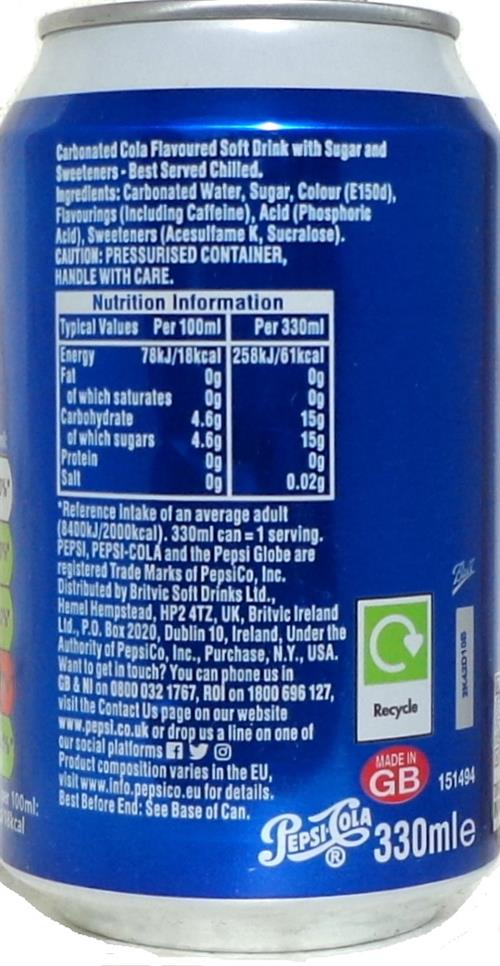 Carbonated Cola Flavoured Soft Drink with Sugar and
Sweeteners - Best Served Chilled.
Ingredients: Carbonated Water, Sugar, Colour (E150d),
Flavourings (Including Caffeine), Acid (Phosphoric
Acid), Sweeteners (Acesulfame K, Sucralose).
CAUTION: PRESSURISED CONTAINER,
HANDLE WITH CARE.
Nutrition Information
Typical Values Per 100ml Per 330ml
Energy 78kJ/18kcal 258kJ/61kcal
Fat 0g 0g
of which saturates 0g 0g
Carbohydrate 4.6g 15g
of which sugars 4.6g 15g
Protein 0g 0g
Salt 0g 0.02g
*Reference Intake of an average adult
(8400kJ/2000kcal). 330ml can = 1 serving.
PEPSI, PEPSI-COLA and the Pepsi Globe are
registered Trade Marks of PepsiCo, Inc.
Distributed by Britvic Soft Drinks Ltd.,
Hemel Hempstead, HP2 4TZ, UK, Britvic Ireland
Ltd., P.O. Box 2020, Dublin 10, Ireland, Under the
Authority of PepsiCo, Inc., Purchase, N.Y., USA.
Want to get in touch? You can phone us in
GB & NI on 0800 032 1767, ROI on 1800 696 127,
visit the Contact Us page on our website
www.pepsi.co.uk or drop us a line on one of
our social platforms
Product composition varies in the EU,
visit www.info.pepsico.eu for details.
Best Before End: See Base of Can.
100ml:
Ball
Recycle
MADE IN
GB
151494
PEPSI-COLA
®
330ml e